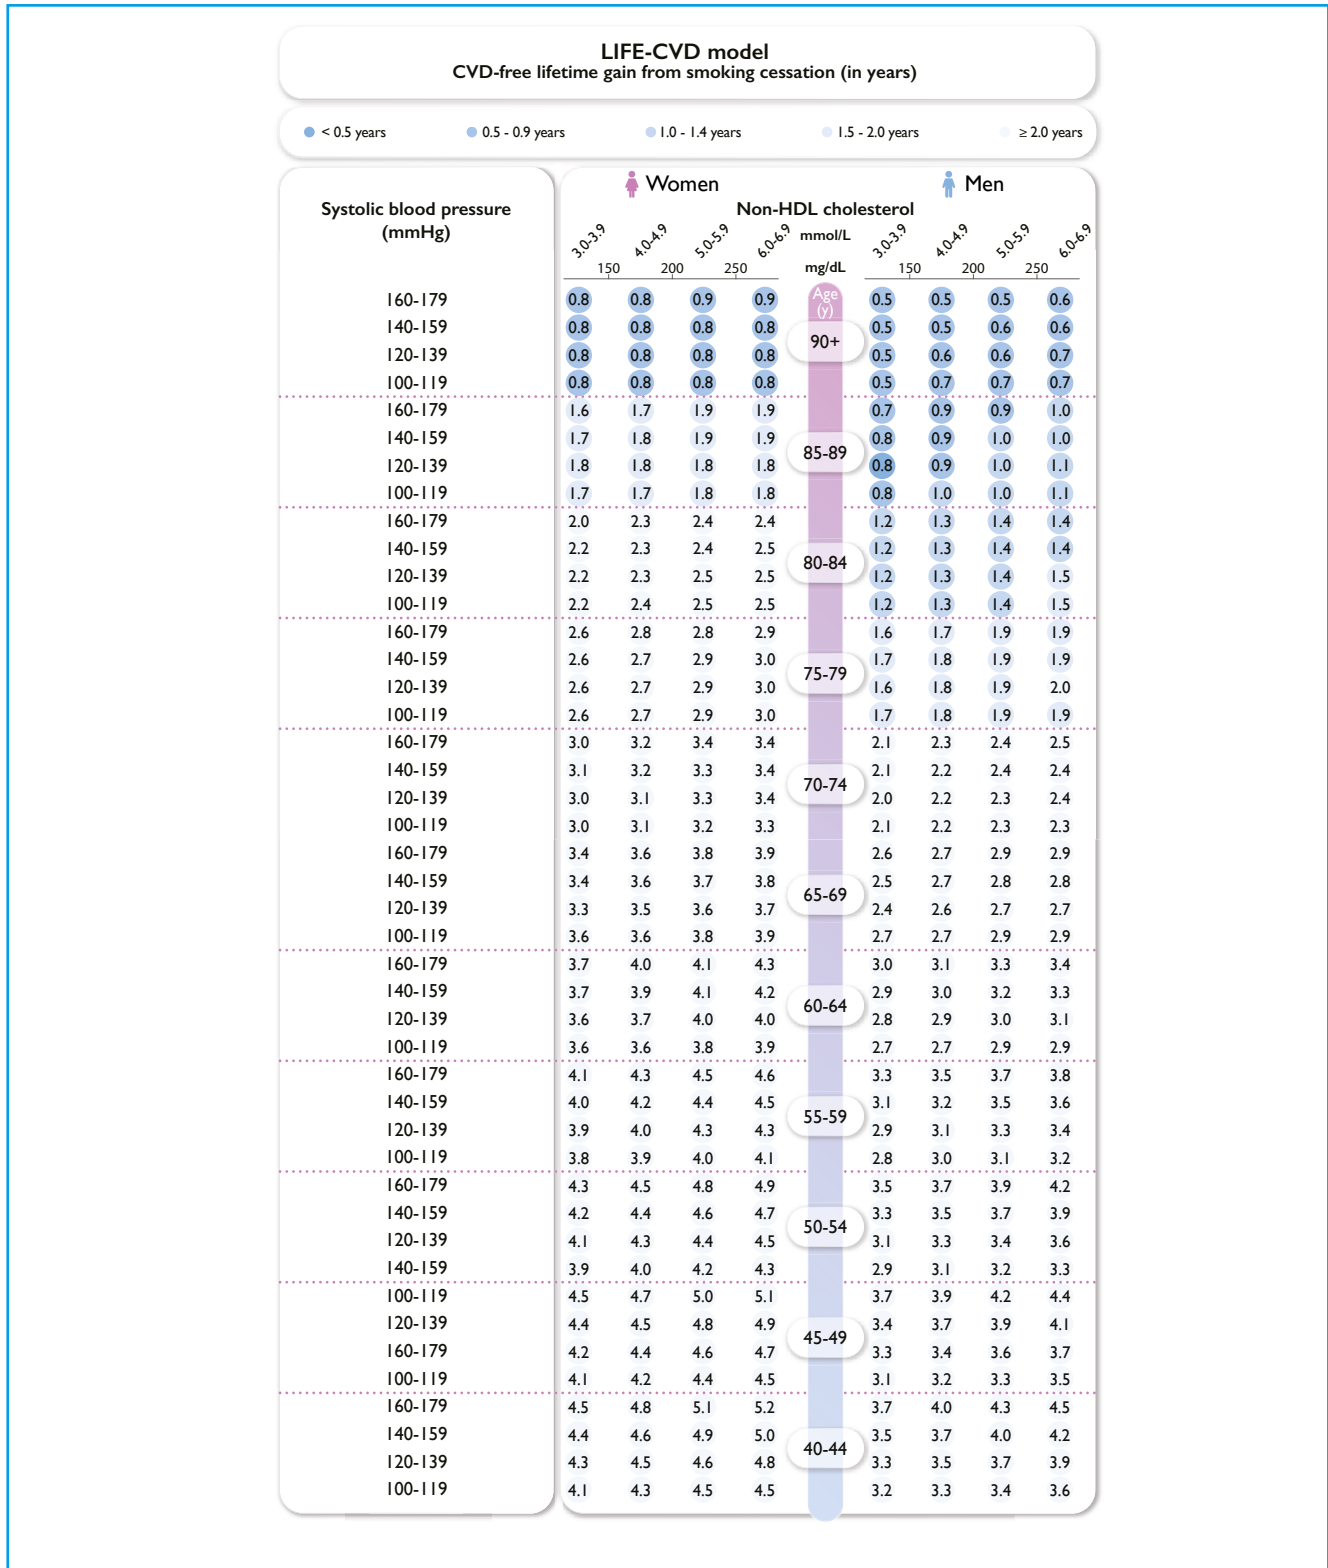 LIFE-CVD model
CVD-free lifetime gain from smoking cessation (in years)
< 0.5 years 0.5 - 0.9 years 1.0 - 1.4 years 1.5 - 2.0 years ≥ 2.0 years
Women Men
Systolic blood pressure
(mmHg)
Non-HDL cholesterol
3.0-3.9 4.0-4.9 5.0-5.9 6.0-6.9 mmol/L 3.0-3.9 4.0-4.9 5.0-5.9 6.0-6.9
150 200 250 mg/dL 150 200 250
Age
(y)
160-179 0.8 0.8 0.9 0.9 0.5 0.5 0.5 0.6
140-159 0.8 0.8 0.8 0.8 0.5 0.5 0.6 0.6
90+
120-139 0.8 0.8 0.8 0.8 0.5 0.6 0.6 0.7
100-119 0.8 0.8 0.8 0.8 0.5 0.7 0.7 0.7
160-179 1.6 1.7 1.9 1.9 0.7 0.9 0.9 1.0
140-159 1.7 1.8 1.9 1.9 0.8 0.9 1.0 1.0
85-89
120-139 1.8 1.8 1.8 1.8 0.8 0.9 1.0 1.1
100-119 1.7 1.7 1.8 1.8 0.8 1.0 1.0 1.1
160-179 2.0 2.3 2.4 2.4 1.2 1.3 1.4 1.4
140-159 2.2 2.3 2.4 2.5 1.2 1.3 1.4 1.4
80-84
120-139 2.2 2.3 2.5 2.5 1.2 1.3 1.4 1.5
100-119 2.2 2.4 2.5 2.5 1.2 1.3 1.4 1.5
160-179 2.6 2.8 2.8 2.9 1.6 1.7 1.9 1.9
140-159 2.6 2.7 2.9 3.0 1.7 1.8 1.9 1.9
75-79
120-139 2.6 2.7 2.9 3.0 1.6 1.8 1.9 2.0
100-119 2.6 2.7 2.9 3.0 1.7 1.8 1.9 1.9
160-179 3.0 3.2 3.4 3.4 2.1 2.3 2.4 2.5
140-159 3.1 3.2 3.3 3.4 2.1 2.2 2.4 2.4
70-74
120-139 3.0 3.1 3.3 3.4 2.0 2.2 2.3 2.4
100-119 3.0 3.1 3.2 3.3 2.1 2.2 2.3 2.3
160-179 3.4 3.6 3.8 3.9 2.6 2.7 2.9 2.9
140-159 3.4 3.6 3.7 3.8 2.5 2.7 2.8 2.8
65-69
120-139 3.3 3.5 3.6 3.7 2.4 2.6 2.7 2.7
100-119 3.6 3.6 3.8 3.9 2.7 2.7 2.9 2.9
160-179 3.7 4.0 4.1 4.3 3.0 3.1 3.3 3.4
140-159 3.7 3.9 4.1 4.2 2.9 3.0 3.2 3.3
60-64
120-139 3.6 3.7 4.0 4.0 2.8 2.9 3.0 3.1
100-119 3.6 3.6 3.8 3.9 2.7 2.7 2.9 2.9
160-179 4.1 4.3 4.5 4.6 3.3 3.5 3.7 3.8
140-159 4.0 4.2 4.4 4.5 3.1 3.2 3.5 3.6
55-59
120-139 3.9 4.0 4.3 4.3 2.9 3.1 3.3 3.4
100-119 3.8 3.9 4.0 4.1 2.8 3.0 3.1 3.2
160-179 4.3 4.5 4.8 4.9 3.5 3.7 3.9 4.2
140-159 4.2 4.4 4.6 4.7 3.3 3.5 3.7 3.9
50-54
120-139 4.1 4.3 4.4 4.5 3.1 3.3 3.4 3.6
140-159 3.9 4.0 4.2 4.3 2.9 3.1 3.2 3.3
100-119 4.5 4.7 5.0 5.1 3.7 3.9 4.2 4.4
120-139 4.4 4.5 4.8 4.9 3.4 3.7 3.9 4.1
45-49
160-179 4.2 4.4 4.6 4.7 3.3 3.4 3.6 3.7
100-119 4.1 4.2 4.4 4.5 3.1 3.2 3.3 3.5
160-179 4.5 4.8 5.1 5.2 3.7 4.0 4.3 4.5
140-159 4.4 4.6 4.9 5.0 3.5 3.7 4.0 4.2
40-44
120-139 4.3 4.5 4.6 4.8 3.3 3.5 3.7 3.9
100-119 4.1 4.3 4.5 4.5 3.2 3.3 3.4 3.6